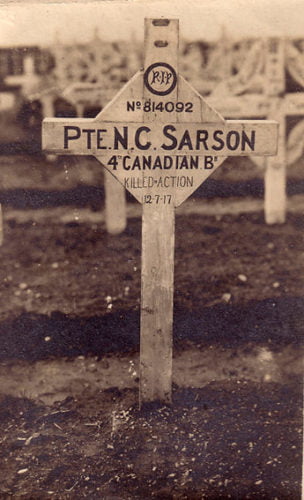 RIP
No 814092
PTE. N.C. SARSON
4th CANADIAN Bn
KILLED-ACTION
12-7-17